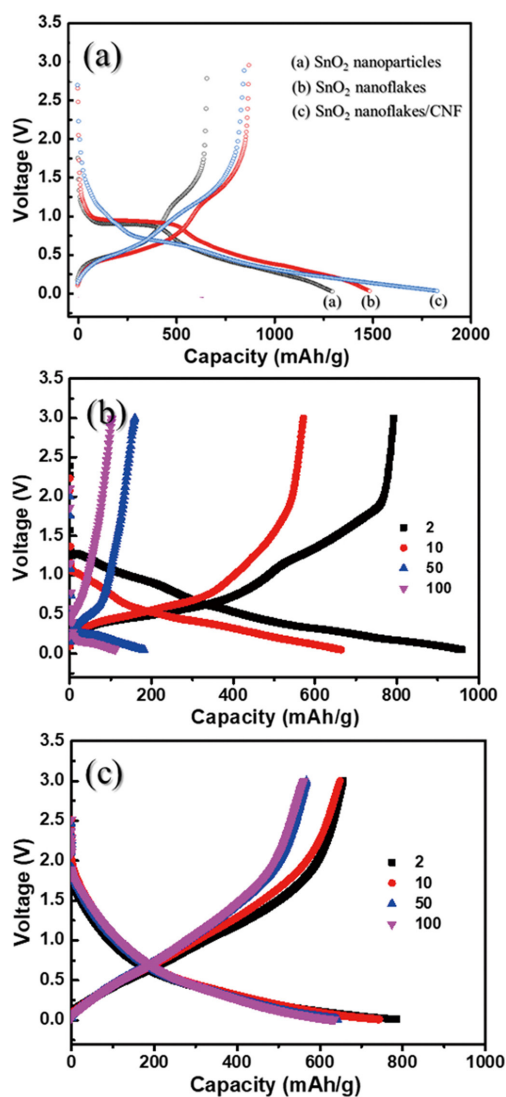 (a)
(a) SnO₂ nanoparticles
(b) SnO₂ nanoflakes
(c) SnO₂ nanoflakes/CNF
3.5
3.0
2.5
2.0
1.5
1.0
0.5
0.0
Voltage (V)
(a) (b) (c)
0 500 1000 1500 2000
Capacity (mAh/g)
(b)
3.5
3.0
2.5
2.0
1.5
1.0
0.5
0.0
Voltage (V)
2
10
50
100
0 200 400 600 800 1000
Capacity (mAh/g)
(c)
3.5
3.0
2.5
2.0
1.5
1.0
0.5
0.0
Voltage (V)
2
10
50
100
0 200 400 600 800 1000
Capacity (mAh/g)